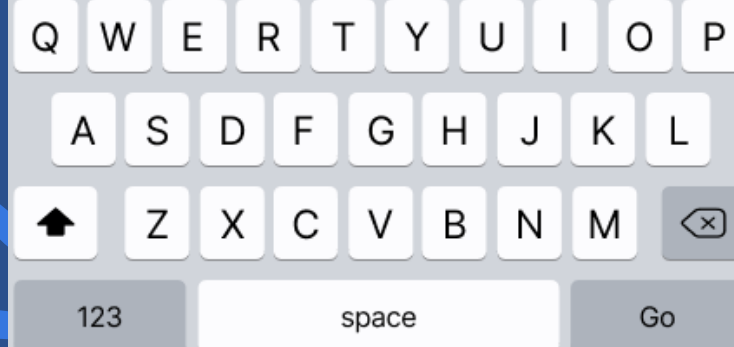 Q W E R T Y U I O P
A S D F G H J K L
Z X C V B N M
123 space Go